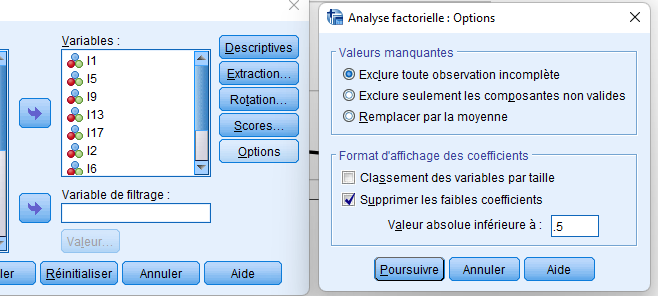 Variables :
I1
I5
I9
I13
I17
I2
I6
Descriptives
Extraction...
Rotation...
Scores...
Options
Variable de filtrage :
Valeur...
ler
Réinitialiser
Annuler
Aide
Analyse factorielle : Options
Valeurs manquantes
Exclure toute observation incomplète
Exclure seulement les composantes non valides
Remplacer par la moyenne
Format d'affichage des coefficients
Classement des variables par taille
Supprimer les faibles coefficients
Valeur absolue inférieure à : .5
Poursuivre
Annuler
Aide